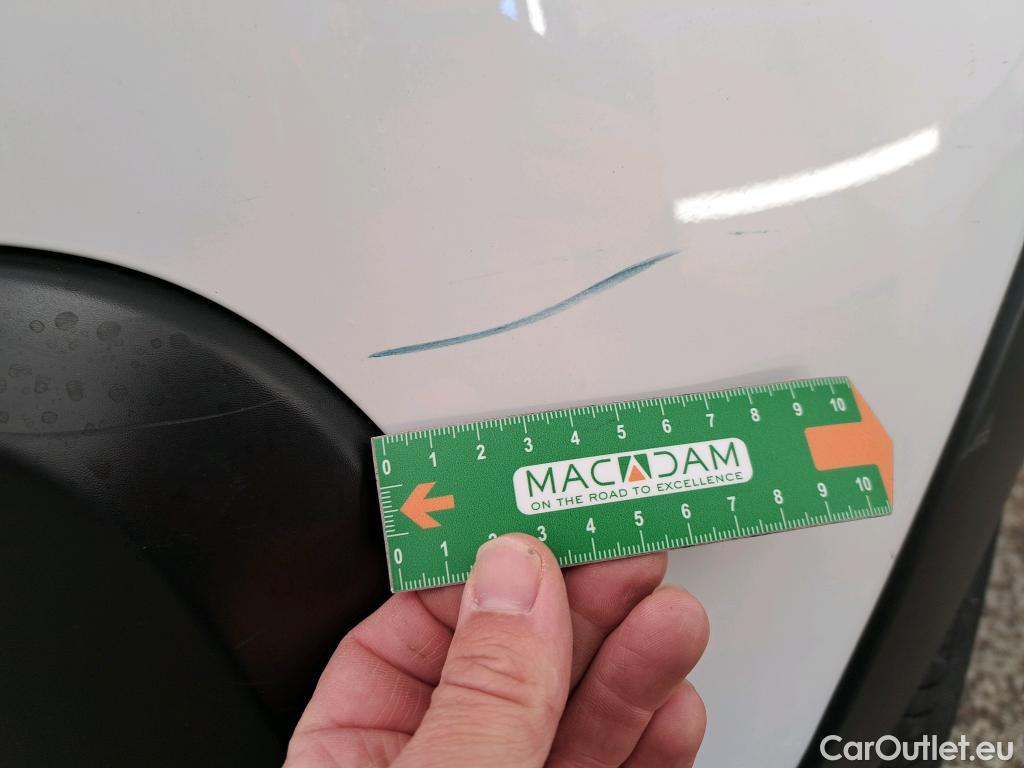 0 1 2 3 4 5 6 7 8 9 10
MACADAM
ON THE ROAD TO EXCELLENCE
0 1 2 3 4 5 6 7 8 9 10
CarOutlet.eu